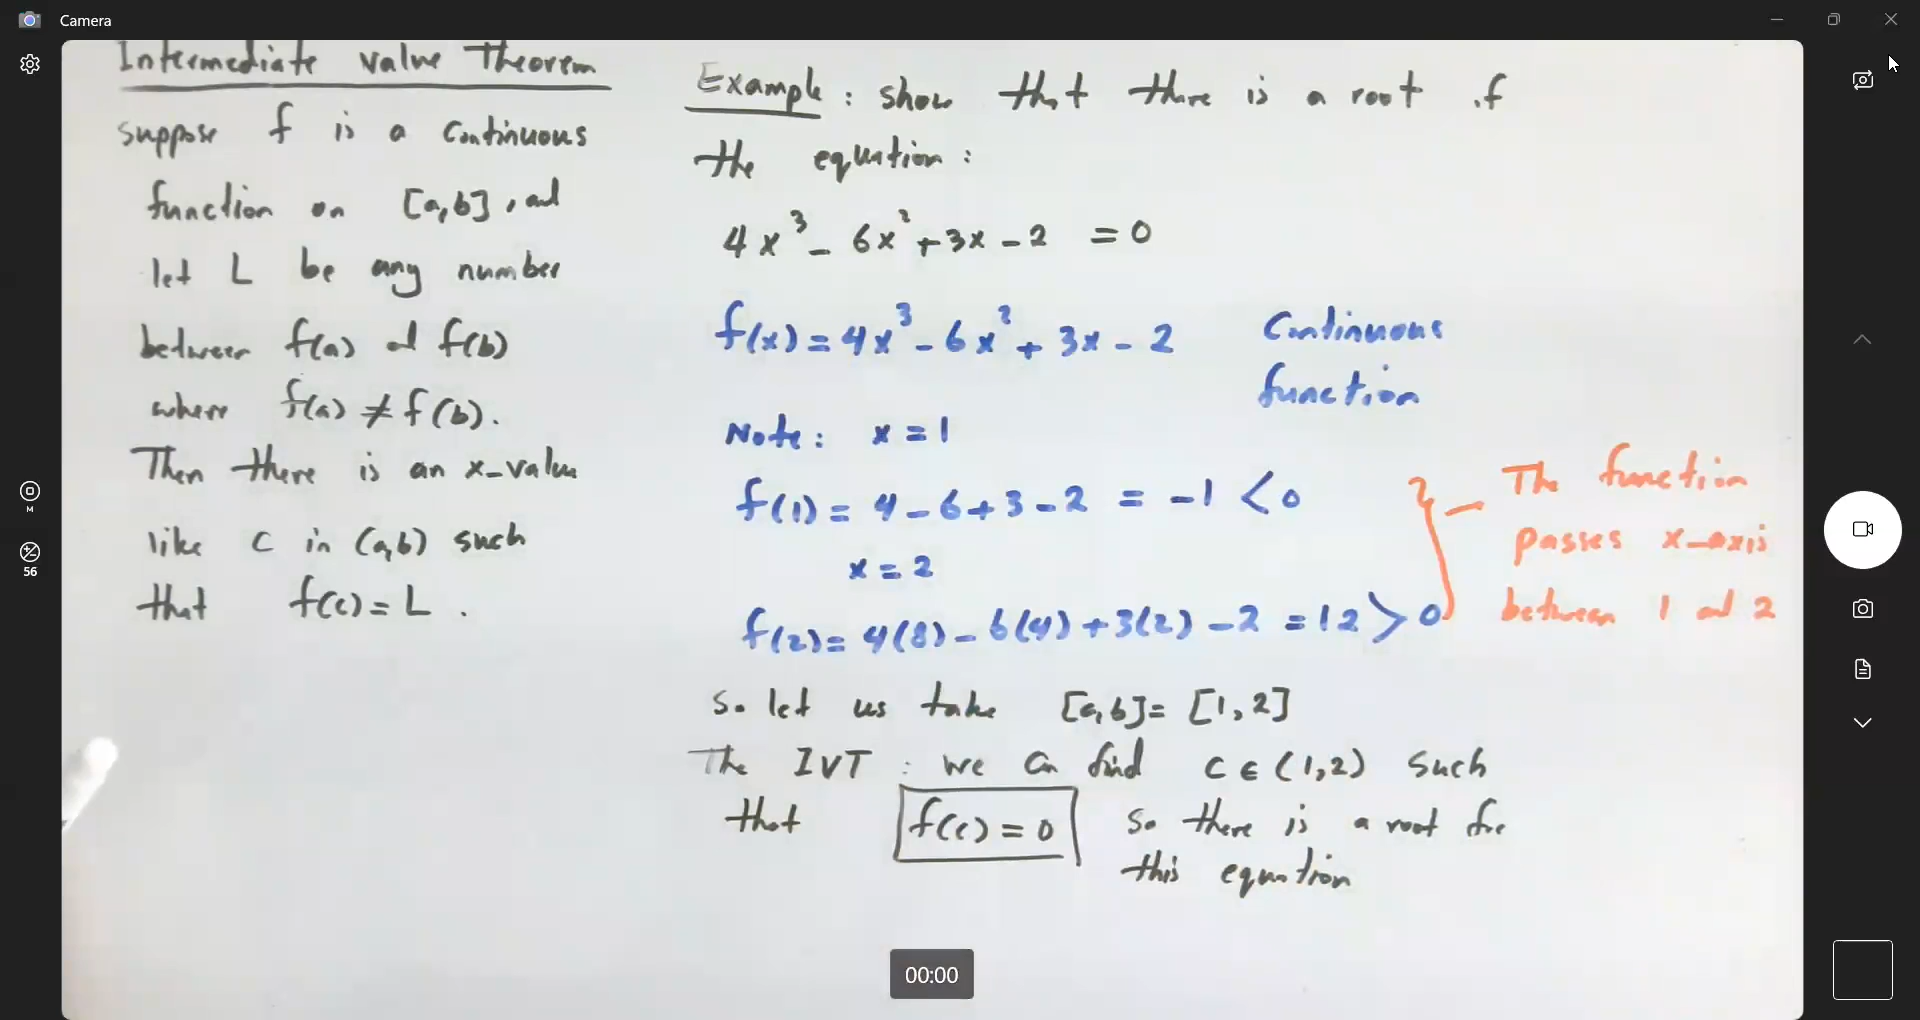 Camera
Intermediate value Theorem
suppose f is a continuous
function on [a,b], and
let L be any number
between f(a) and f(b)
where f(a) ≠ f(b).
Then there is an x-value
like c in (a,b) such
that f(c) = L .
Example : show that there is a root of
the equation :
4x³ - 6x² + 3x - 2 = 0
f(x) = 4x³ - 6x² + 3x - 2
Continuous
function
Note : x = 1
f(1) = 4 - 6 + 3 - 2 = -1 < 0
x = 2
f(2) = 4(8) - 6(4) + 3(2) - 2 = 12 > 0
The function
passes x-axis
between 1 and 2
So let us take [a,b] = [1,2]
The IVT : we can find c ∈ (1,2) such
that f(c) = 0 so there is a root for
this equation
M
56
00:00